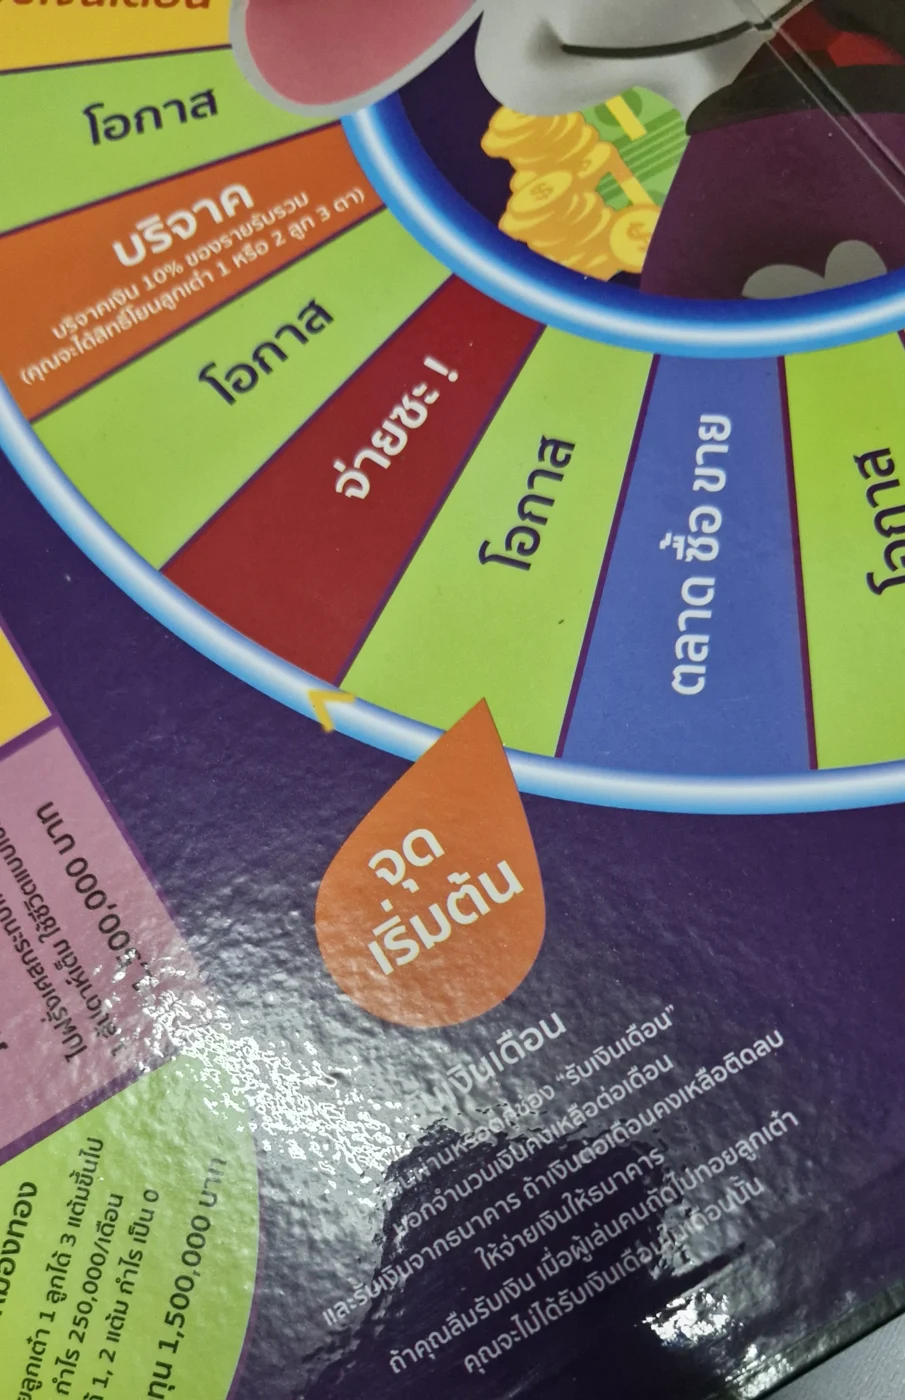 โอกาส
บริจาค
บริจาคเงิน 10% ของรายรับรวม
(คุณจะได้สิทธิ์โยนลูกเต๋า 1 หรือ 2 ลูก 3 ตา)
โอกาส
จ่ายซะ !
โอกาส
ตลาด ซื้อ ขาย
โอกาส
จุด
เริ่มต้น
เงินเดือน
"รับเงินเดือน"
จำนวนเงินคงเหลือต่อเดือน
และรับเงินจากธนาคาร ถ้าเงินต่อเดือนคงเหลือติดลบ
ให้จ่ายเงินให้ธนาคาร
ถ้าคุณลืมรับเงิน เมื่อผู้เล่นคนถัดไปทอยลูกเต๋า
คุณจะไม่ได้รับเงินเดือนในเดือนนั้น
,500,000 บาท
ลูกเต๋า 1 ลูกได้ 3 แต้มขึ้นไป
กำไร 250,000/เดือน
1, 2 แต้ม กำไร เป็น 0
ทุน 1,500,000 บาท